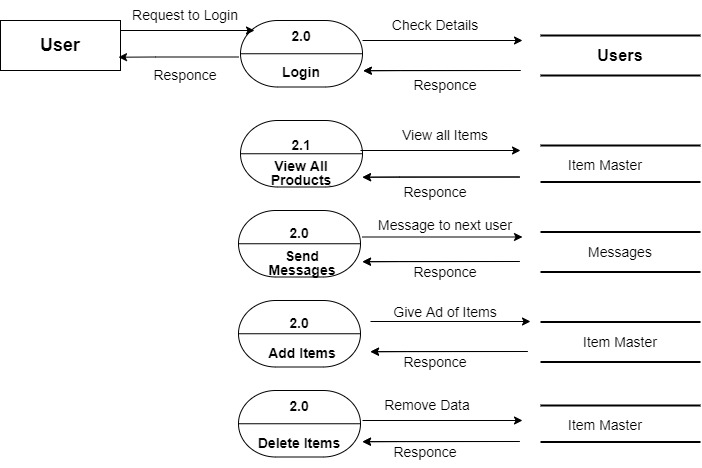 Request to Login
User
Responce
2.0
Login
Check Details
Responce
Users
2.1
View All
Products
View all Items
Responce
Item Master
2.0
Send
Messages
Message to next user
Responce
Messages
2.0
Add Items
Give Ad of Items
Responce
Item Master
2.0
Delete Items
Remove Data
Responce
Item Master